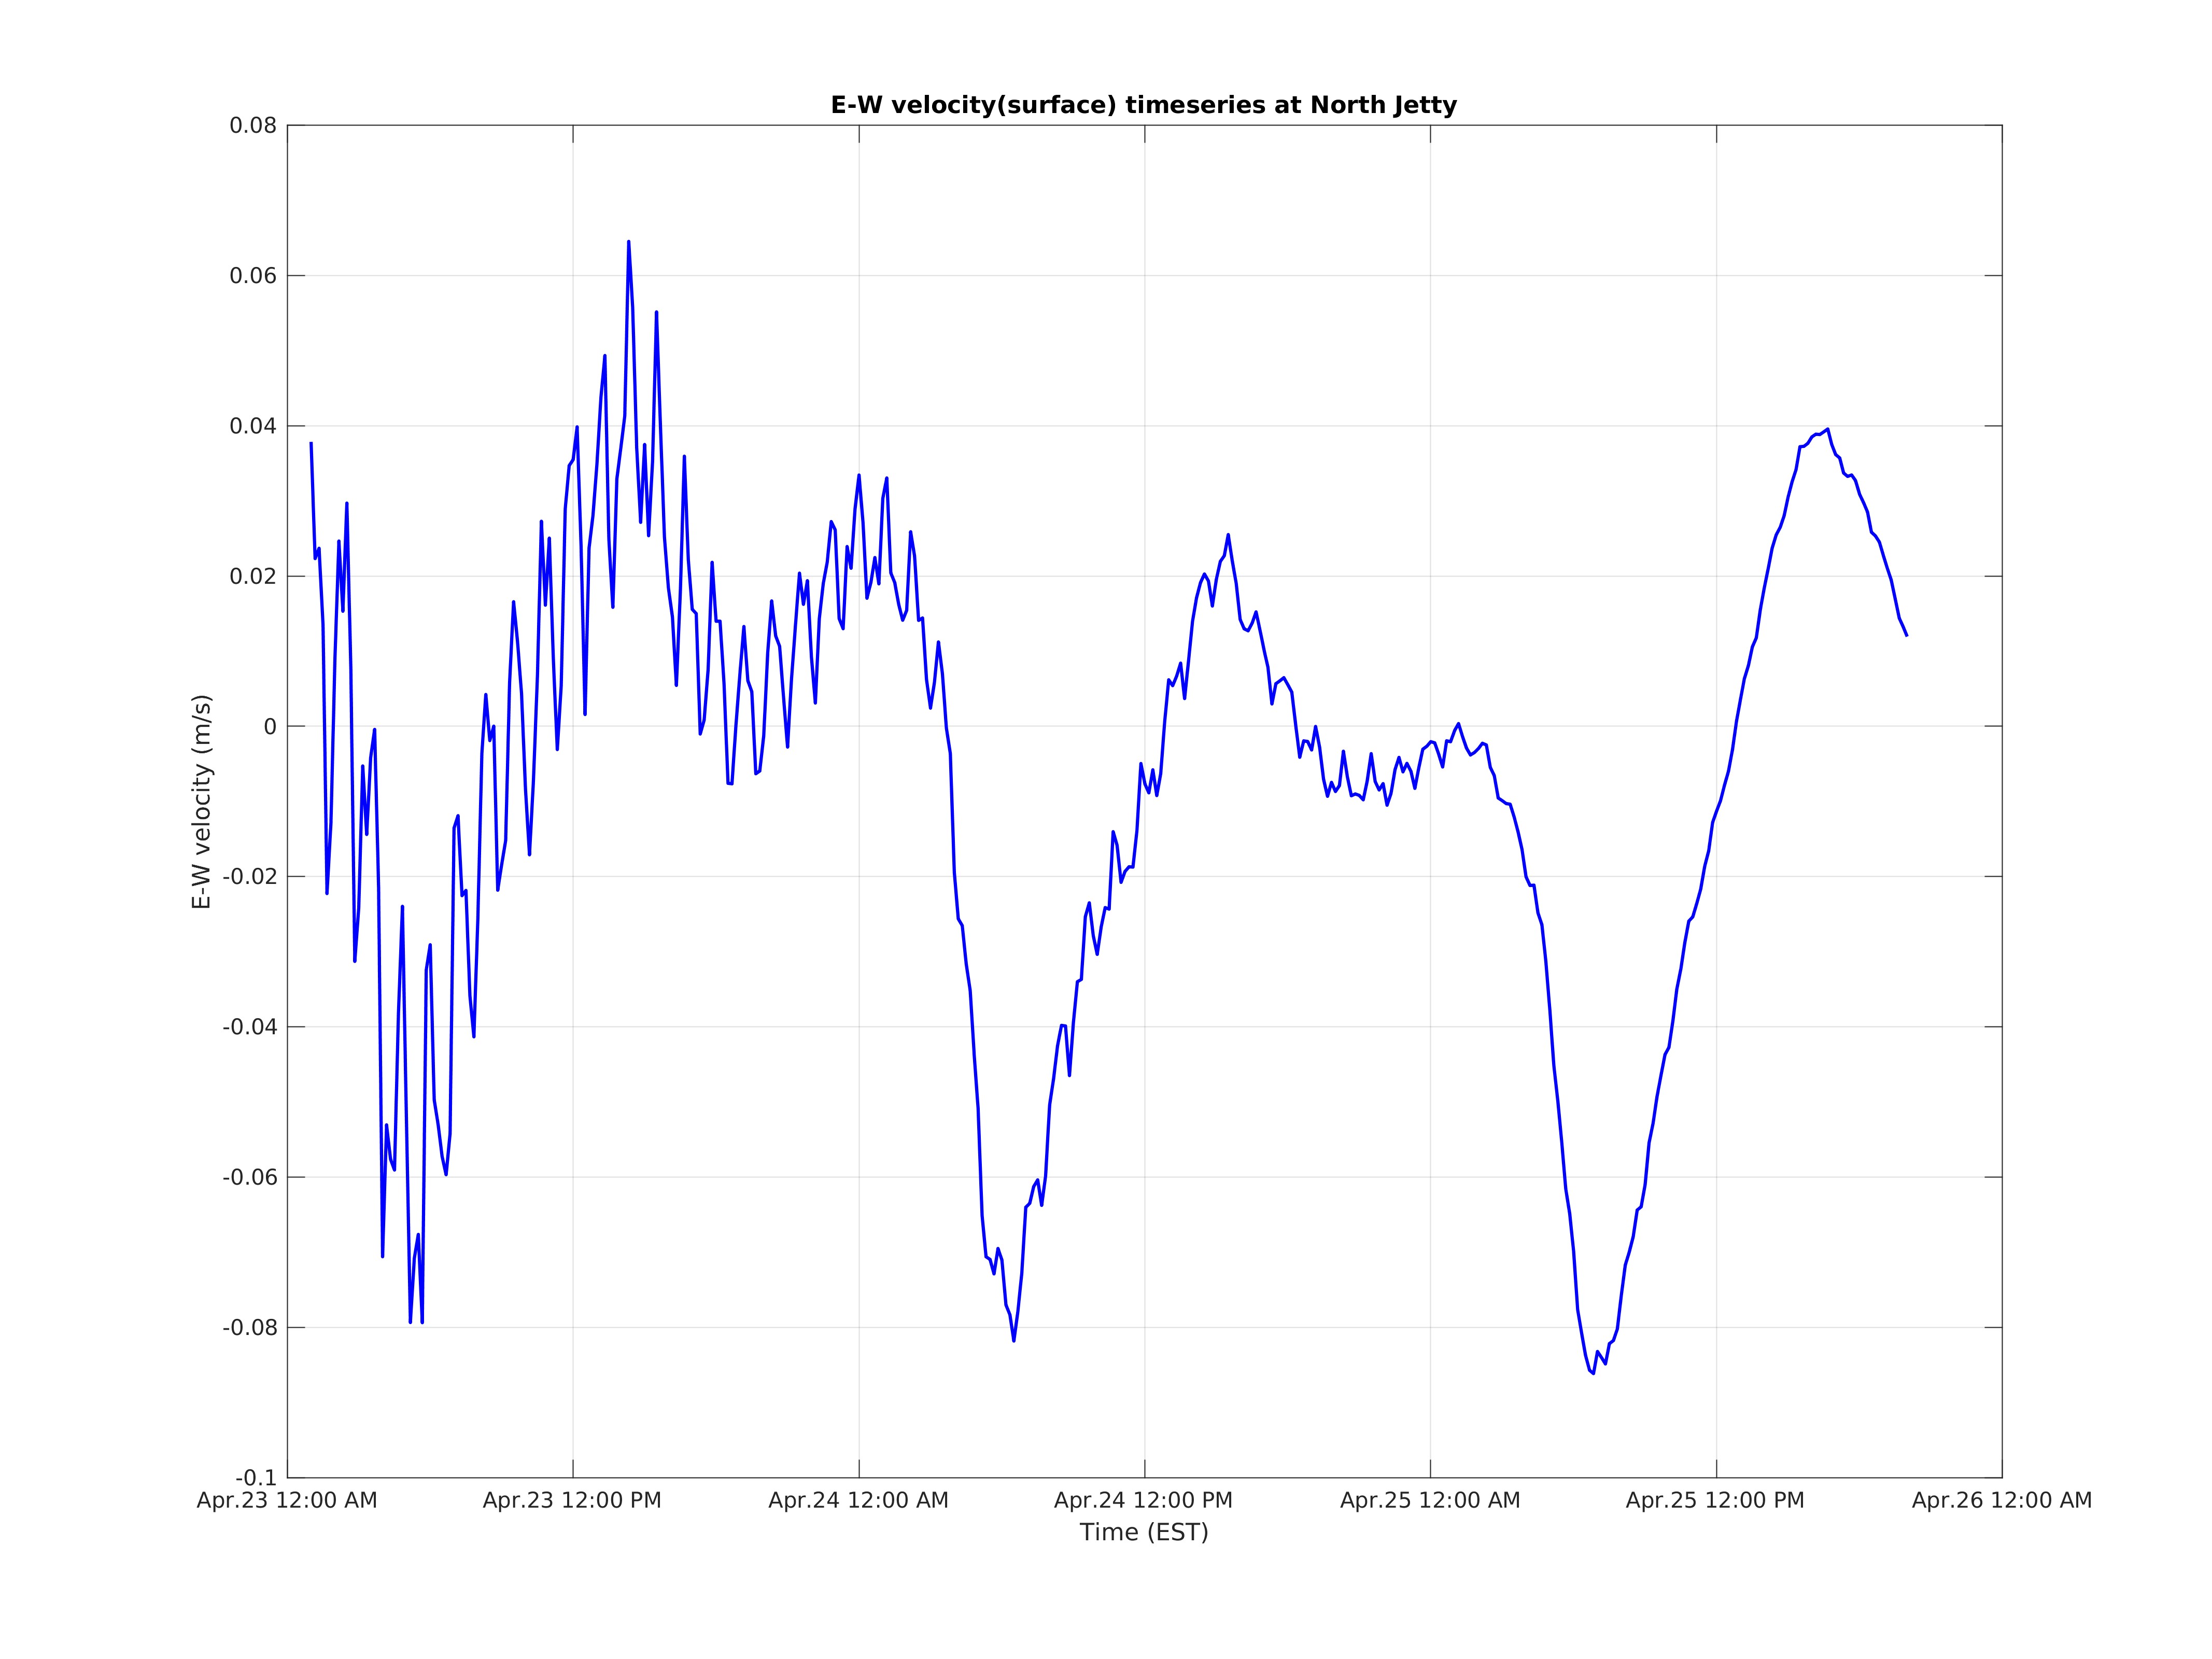 E-W velocity(surface) timeseries at North Jetty
0.08
0.06
0.04
0.02
0
-0.02
-0.04
-0.06
-0.08
-0.1
E-W velocity (m/s)
Apr.23 12:00 AM
Apr.23 12:00 PM
Apr.24 12:00 AM
Apr.24 12:00 PM
Apr.25 12:00 AM
Apr.25 12:00 PM
Apr.26 12:00 AM
Time (EST)